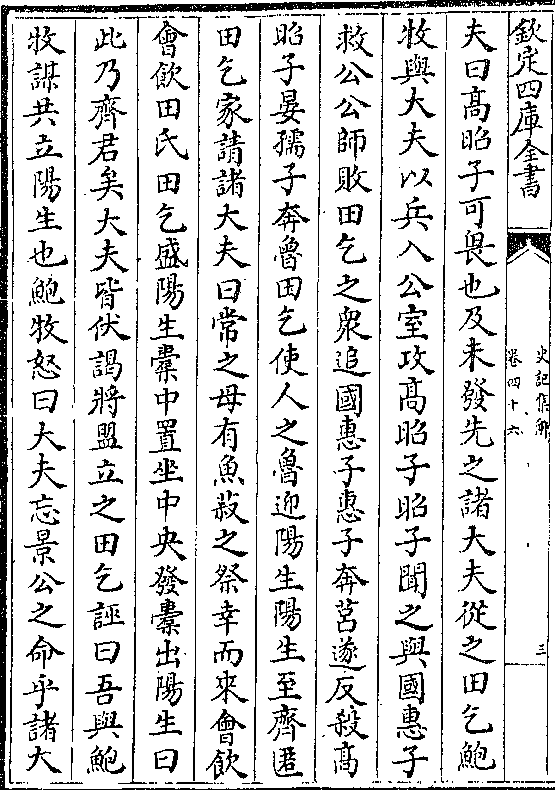 欽定四庫全書
史記集解
卷四十六
三
夫曰髙昭子可畏也及未發先之諸大夫從之田乞鮑
牧與大夫以兵入公室攻髙昭子昭子聞之與國惠子
救公公師敗田乞之衆追國惠子惠子奔莒遂反殺髙
昭子晏孺子奔魯田乞使人之魯迎陽生陽生至齊匿
田乞家請諸大夫曰常之母有魚菽之祭幸而來會飲
會飲田氏田乞盛陽生橐中置坐中央發橐出陽生曰
此乃齊君矣大夫皆伏謁將盟立之田乞誣曰吾與鮑
牧謀共立陽生也鮑牧怒曰大夫忘景公之命乎諸大